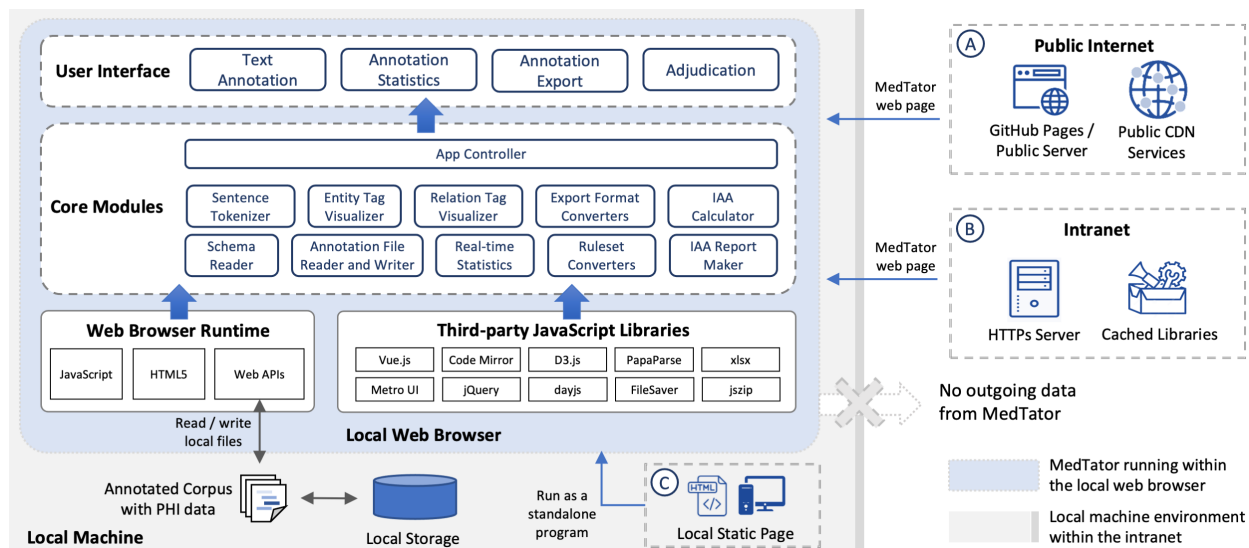 User Interface
Text
Annotation
Annotation
Statistics
Annotation
Export
Adjudication
Core Modules
App Controller
Sentence
Tokenizer
Entity Tag
Visualizer
Relation Tag
Visualizer
Export Format
Converters
IAA
Calculator
Schema
Reader
Annotation File
Reader and Writer
Real-time
Statistics
Ruleset
Converters
IAA Report
Maker
Web Browser Runtime
JavaScript
HTML5
Web APIs
Third-party JavaScript Libraries
Vue.js
Code Mirror
D3.js
PapaParse
xlsx
Metro UI
jQuery
dayjs
FileSaver
jszip
Read / write
local files
Local Web Browser
Annotated Corpus
with PHI data
Local Storage
Local Machine
Run as a
standalone
program
C
HTML
Local Static Page
MedTator
web page
A
Public Internet
GitHub Pages /
Public Server
Public CDN
Services
MedTator
web page
B
Intranet
HTTPs Server
Cached Libraries
No outgoing data
from MedTator
MedTator running within
the local web browser
Local machine environment
within the intranet